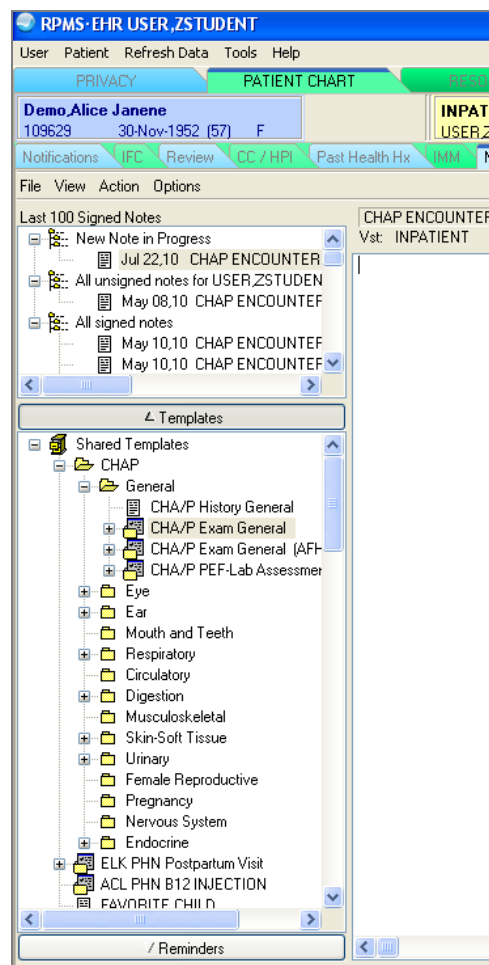 RPMS-EHR USER,ZSTUDENT
User Patient Refresh Data Tools Help
PRIVACY PATIENT CHART RESO
Demo,Alice Janene INPAT
109629 30-Nov-1952 (57) F USER,Z
Notifications IFC Review CC / HPI Past Health Hx IMM N
File View Action Options
Last 100 Signed Notes CHAP ENCOUNTER
Vst: INPATIENT
New Note in Progress
Jul 22,10 CHAP ENCOUNTER
All unsigned notes for USER,ZSTUDEN
May 08,10 CHAP ENCOUNTER
All signed notes
May 10,10 CHAP ENCOUNTER
May 10,10 CHAP ENCOUNTER
Templates
Shared Templates
CHAP
General
CHA/P History General
CHA/P Exam General
CHA/P Exam General (AFH
CHA/P PEF-Lab Assessmer
Eye
Ear
Mouth and Teeth
Respiratory
Circulatory
Digestion
Musculoskeletal
Skin-Soft Tissue
Urinary
Female Reproductive
Pregnancy
Nervous System
Endocrine
ELK PHN Postpartum Visit
ACL PHN B12 INJECTION
FAVORITE CHILD
Reminders